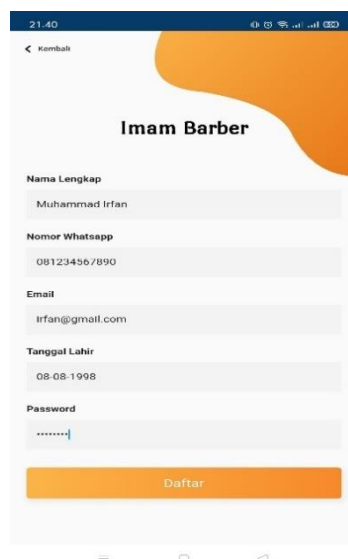 21.40
Kembali
Imam Barber
Nama Lengkap
Muhammad Irfan
Nomor Whatsapp
081234567890
Email
Irfan@gmail.com
Tanggal Lahir
08-08-1998
Password
••••••••
Daftar